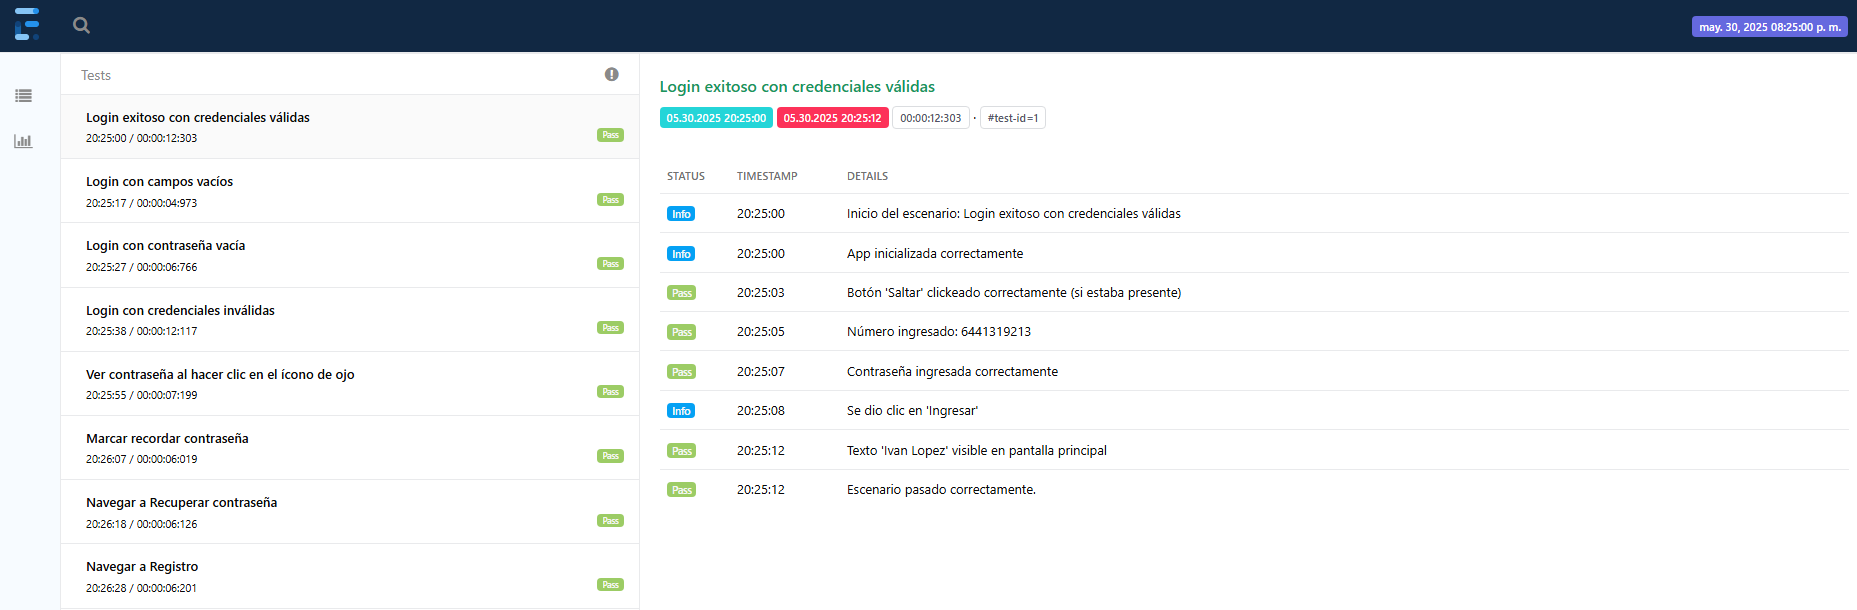 may. 30, 2025 08:25:00 p. m.
Tests
Login exitoso con credenciales válidas
20:25:00 / 00:00:12:303
Pass
Login con campos vacíos
20:25:17 / 00:00:04:973
Pass
Login con contraseña vacía
20:25:27 / 00:00:06:766
Pass
Login con credenciales inválidas
20:25:38 / 00:00:12:117
Pass
Ver contraseña al hacer clic en el ícono de ojo
20:25:55 / 00:00:07:199
Pass
Marcar recordar contraseña
20:26:07 / 00:00:06:019
Pass
Navegar a Recuperar contraseña
20:26:18 / 00:00:06:126
Pass
Navegar a Registro
20:26:28 / 00:00:06:201
Pass
Login exitoso con credenciales válidas
05.30.2025 20:25:00 05.30.2025 20:25:12 00:00:12:303 · #test-id=1
STATUS TIMESTAMP DETAILS
Info 20:25:00 Inicio del escenario: Login exitoso con credenciales válidas
Info 20:25:00 App inicializada correctamente
Pass 20:25:03 Botón 'Saltar' clickeado correctamente (si estaba presente)
Pass 20:25:05 Número ingresado: 6441319213
Pass 20:25:07 Contraseña ingresada correctamente
Info 20:25:08 Se dio clic en 'Ingresar'
Pass 20:25:12 Texto 'Ivan Lopez' visible en pantalla principal
Pass 20:25:12 Escenario pasado correctamente.